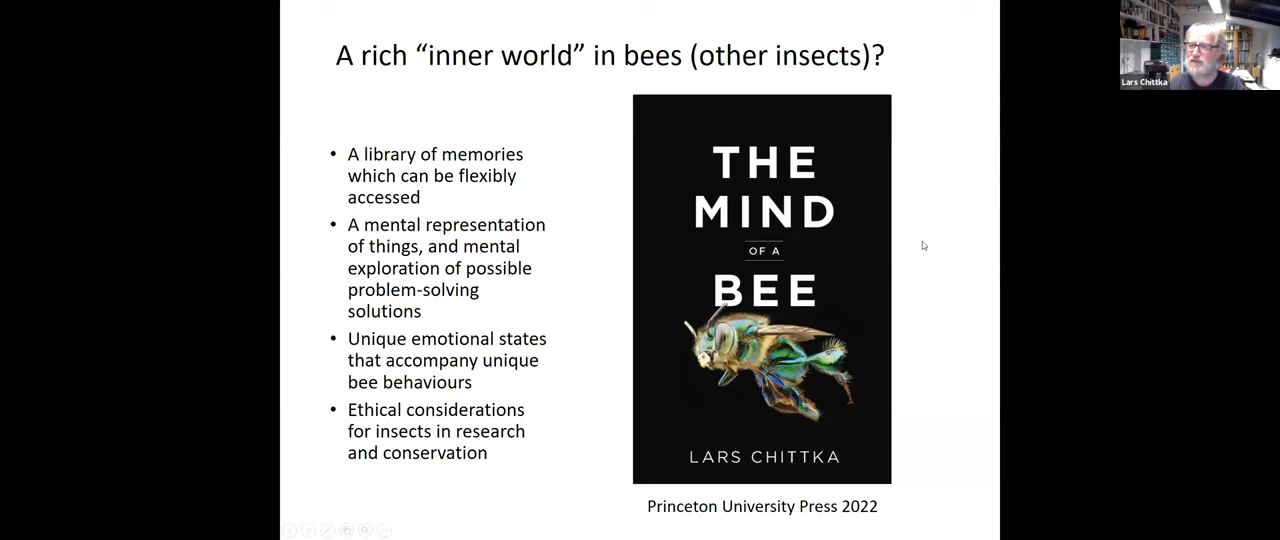 A rich “inner world” in bees (other insects)?
• A library of memories
which can be flexibly
accessed
• A mental representation
of things, and mental
exploration of possible
problem-solving
solutions
• Unique emotional states
that accompany unique
bee behaviours
• Ethical considerations
for insects in research
and conservation
THE
MIND
OF A
BEE
LARS CHITTKA
Princeton University Press 2022
Lars Chittka